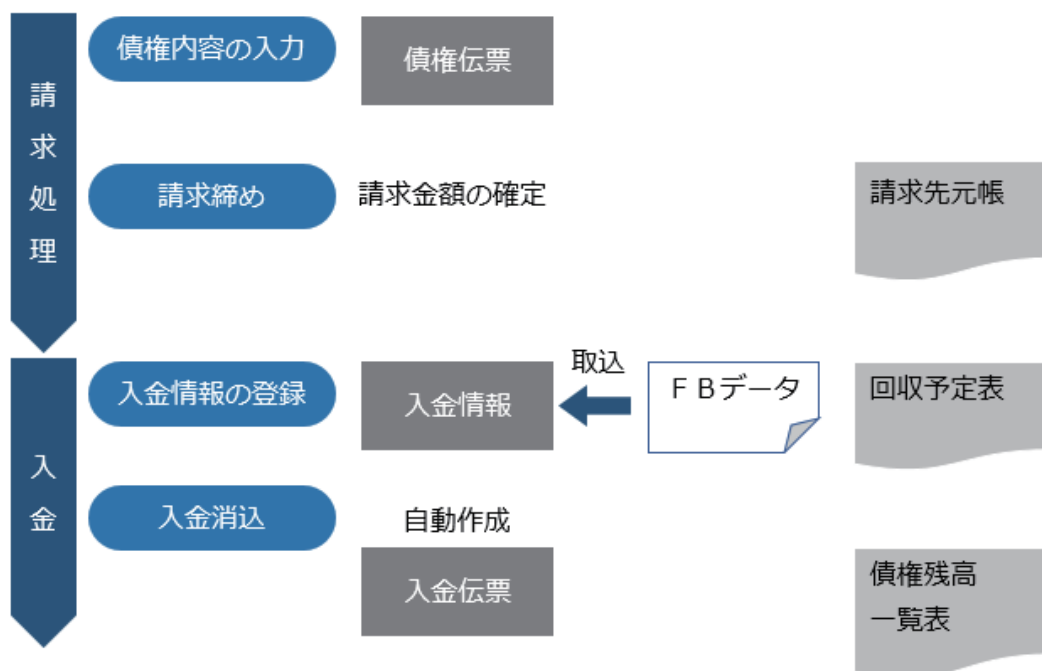 請求処理
債権内容の入力
債権伝票
請求締め
請求金額の確定
請求先元帳
入金
入金情報の登録
入金情報
取込
ＦＢデータ
回収予定表
入金消込
自動作成
入金伝票
債権残高
一覧表